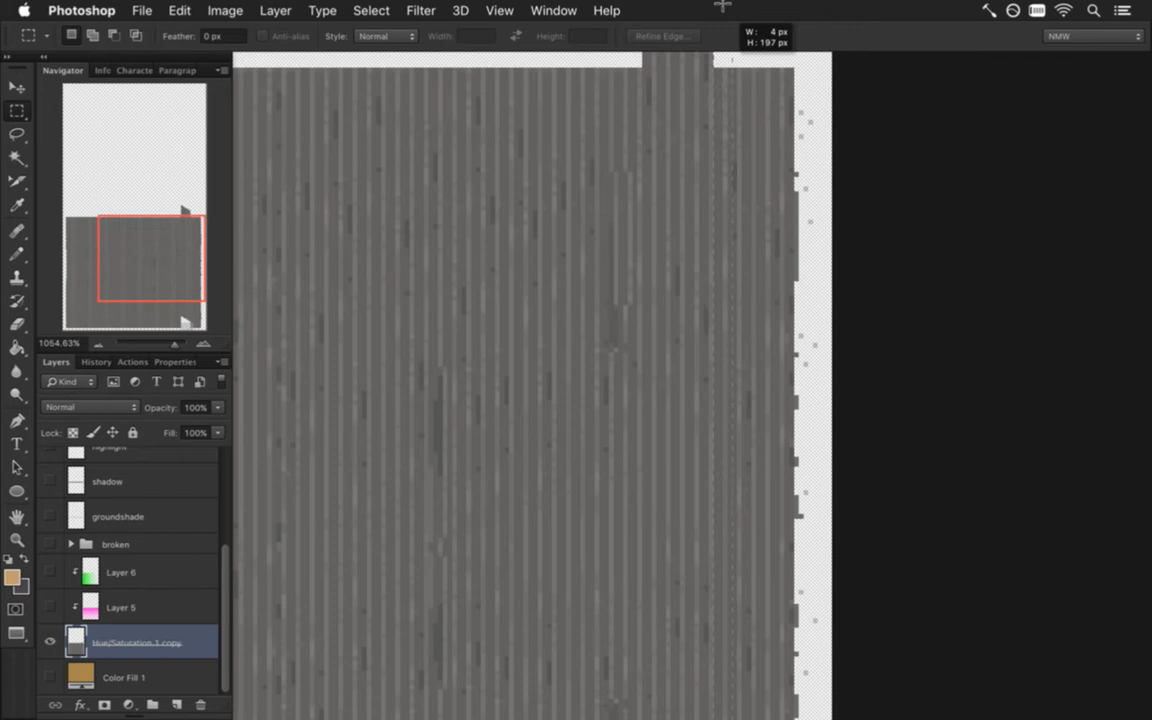 Photoshop File Edit Image Layer Type Select Filter 3D View Window Help
Feather: 0 px Anti-alias Style: Normal Width: Height: Refine Edge... NMW
W: 4 px
H: 197 px
Navigator Info Characte Paragrap
1054.63%
Layers History Actions Properties
Kind
Normal Opacity: 100%
Lock: Fill: 100%
highlight
shadow
groundshade
broken
Layer 6
Layer 5
Hue/Saturation 1 copy
Color Fill 1
fx